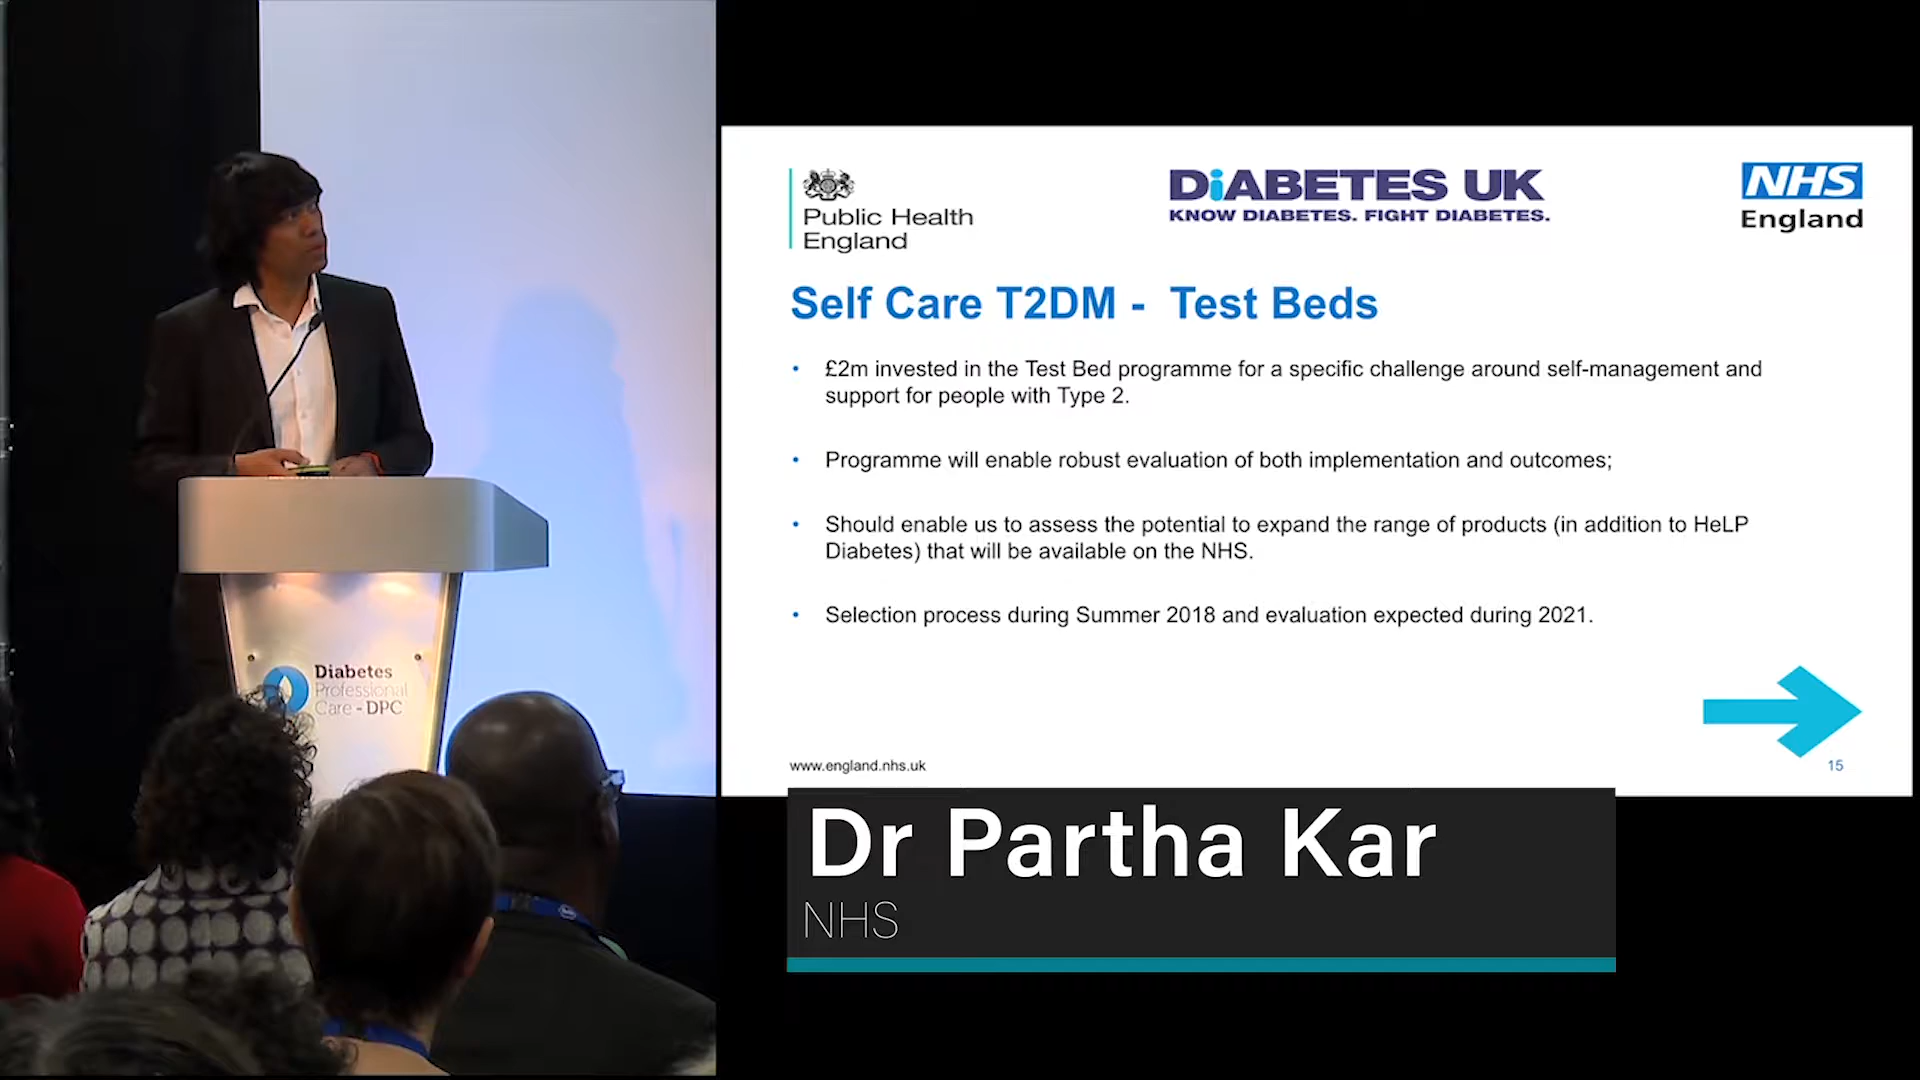 Public Health
England
DiABETES UK
KNOW DIABETES. FIGHT DIABETES.
NHS
England
Self Care T2DM - Test Beds
• £2m invested in the Test Bed programme for a specific challenge around self-management and
support for people with Type 2.
• Programme will enable robust evaluation of both implementation and outcomes;
• Should enable us to assess the potential to expand the range of products (in addition to HeLP
Diabetes) that will be available on the NHS.
• Selection process during Summer 2018 and evaluation expected during 2021.
www.england.nhs.uk
15
Diabetes
Professional
Care - DPC
Dr Partha Kar
NHS